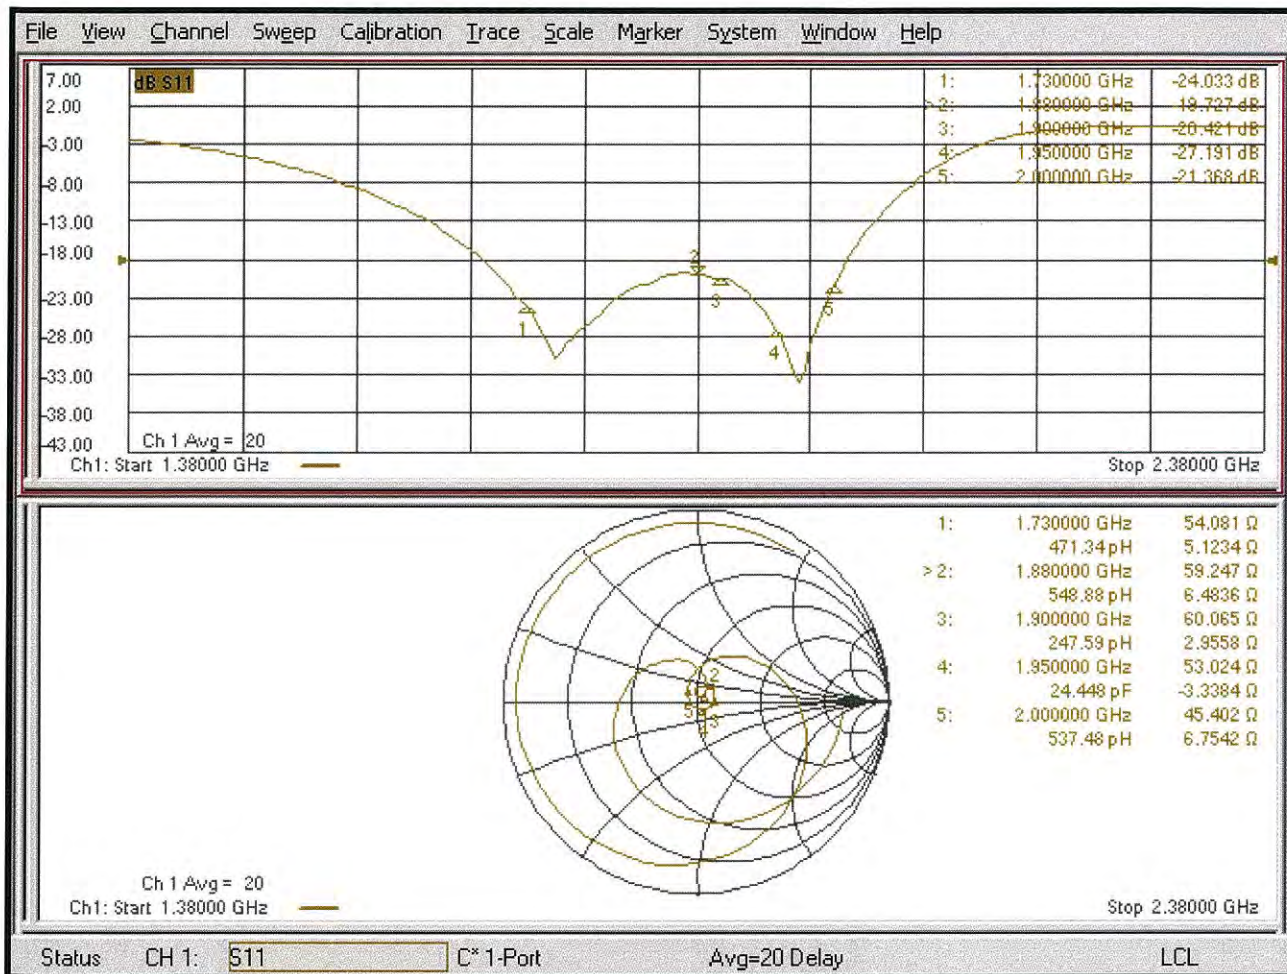 File View Channel Sweep Calibration Trace Scale Marker System Window Help
7.00 dB S11 1: 1.730000 GHz -24.033 dB
2.00 > 2: 1.880000 GHz -19.727 dB
3: 1.900000 GHz -20.421 dB
-3.00 4: 1.950000 GHz -27.191 dB
-8.00 5: 2.000000 GHz -21.368 dB
-13.00
-18.00
2
-23.00 3 5
1
-28.00 4
-33.00
-38.00
-43.00 Ch 1 Avg = 20
Ch1: Start 1.38000 GHz Stop 2.38000 GHz
1: 1.730000 GHz 54.081 Ω
471.34 pH 5.1234 Ω
> 2: 1.880000 GHz 59.247 Ω
548.88 pH 6.4836 Ω
3: 1.900000 GHz 60.065 Ω
247.59 pH 2.9558 Ω
4: 1.950000 GHz 53.024 Ω
2
24.448 pF -3.3384 Ω
5: 2.000000 GHz 45.402 Ω
5 3
4
537.48 pH 6.7542 Ω
Ch 1 Avg = 20
Ch1: Start 1.38000 GHz Stop 2.38000 GHz
Status CH 1: S11 C* 1-Port Avg=20 Delay LCL